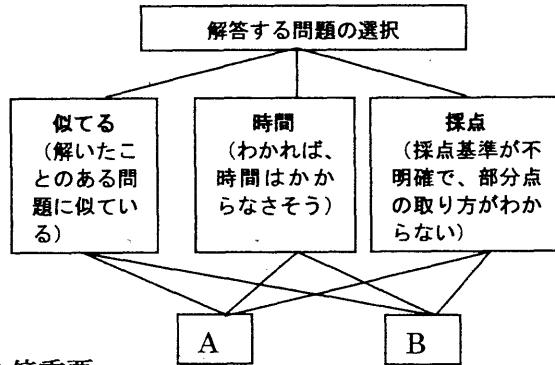 解答する問題の選択
似てる
（解いたこ
とのある問
題に似てい
る）
時間
（わかれば、
時間はかか
らなさそう）
採点
（採点基準が不
明確で、部分点
の取り方がわか
らない）
A
B